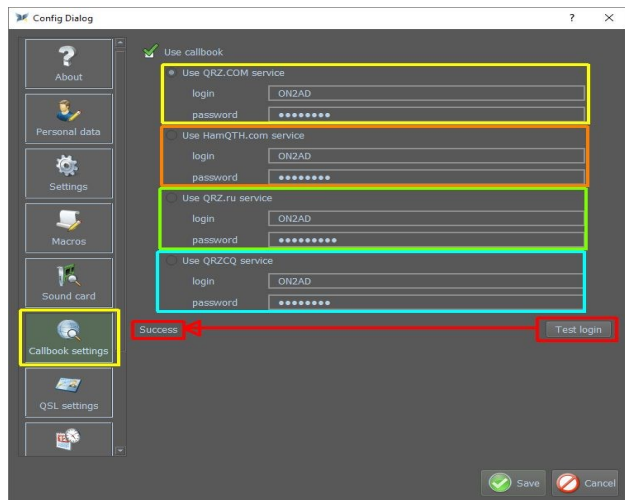 Config Dialog
? ×
About
Personal data
Settings
Macros
Sound card
Callbook settings
QSL settings
Use callbook
Use QRZ.COM service
login ON2AD
password ●●●●●●●●
Use HamQTH.com service
login ON2AD
password ●●●●●●●●
Use QRZ.ru service
login ON2AD
password ●●●●●●●●●
Use QRZCQ service
login ON2AD
password ●●●●●●●●
Success
Test login
Save
Cancel